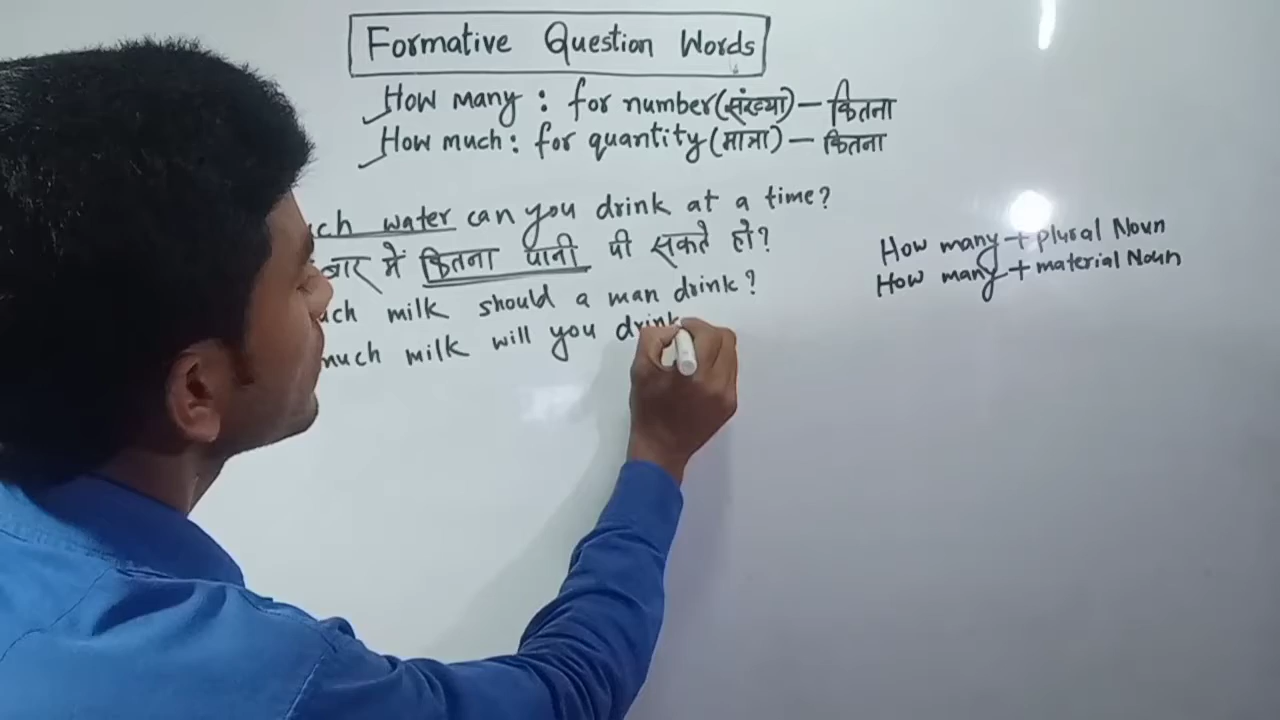 Formative Question Words
How many : for number (संख्या) – कितना
How much : for quantity (मात्रा) – कितना
water can you drink at a time?
में कितना पानी पी सकते हो?
milk should a man drink?
much milk will you drink
How many + plural Noun
How many + material Noun